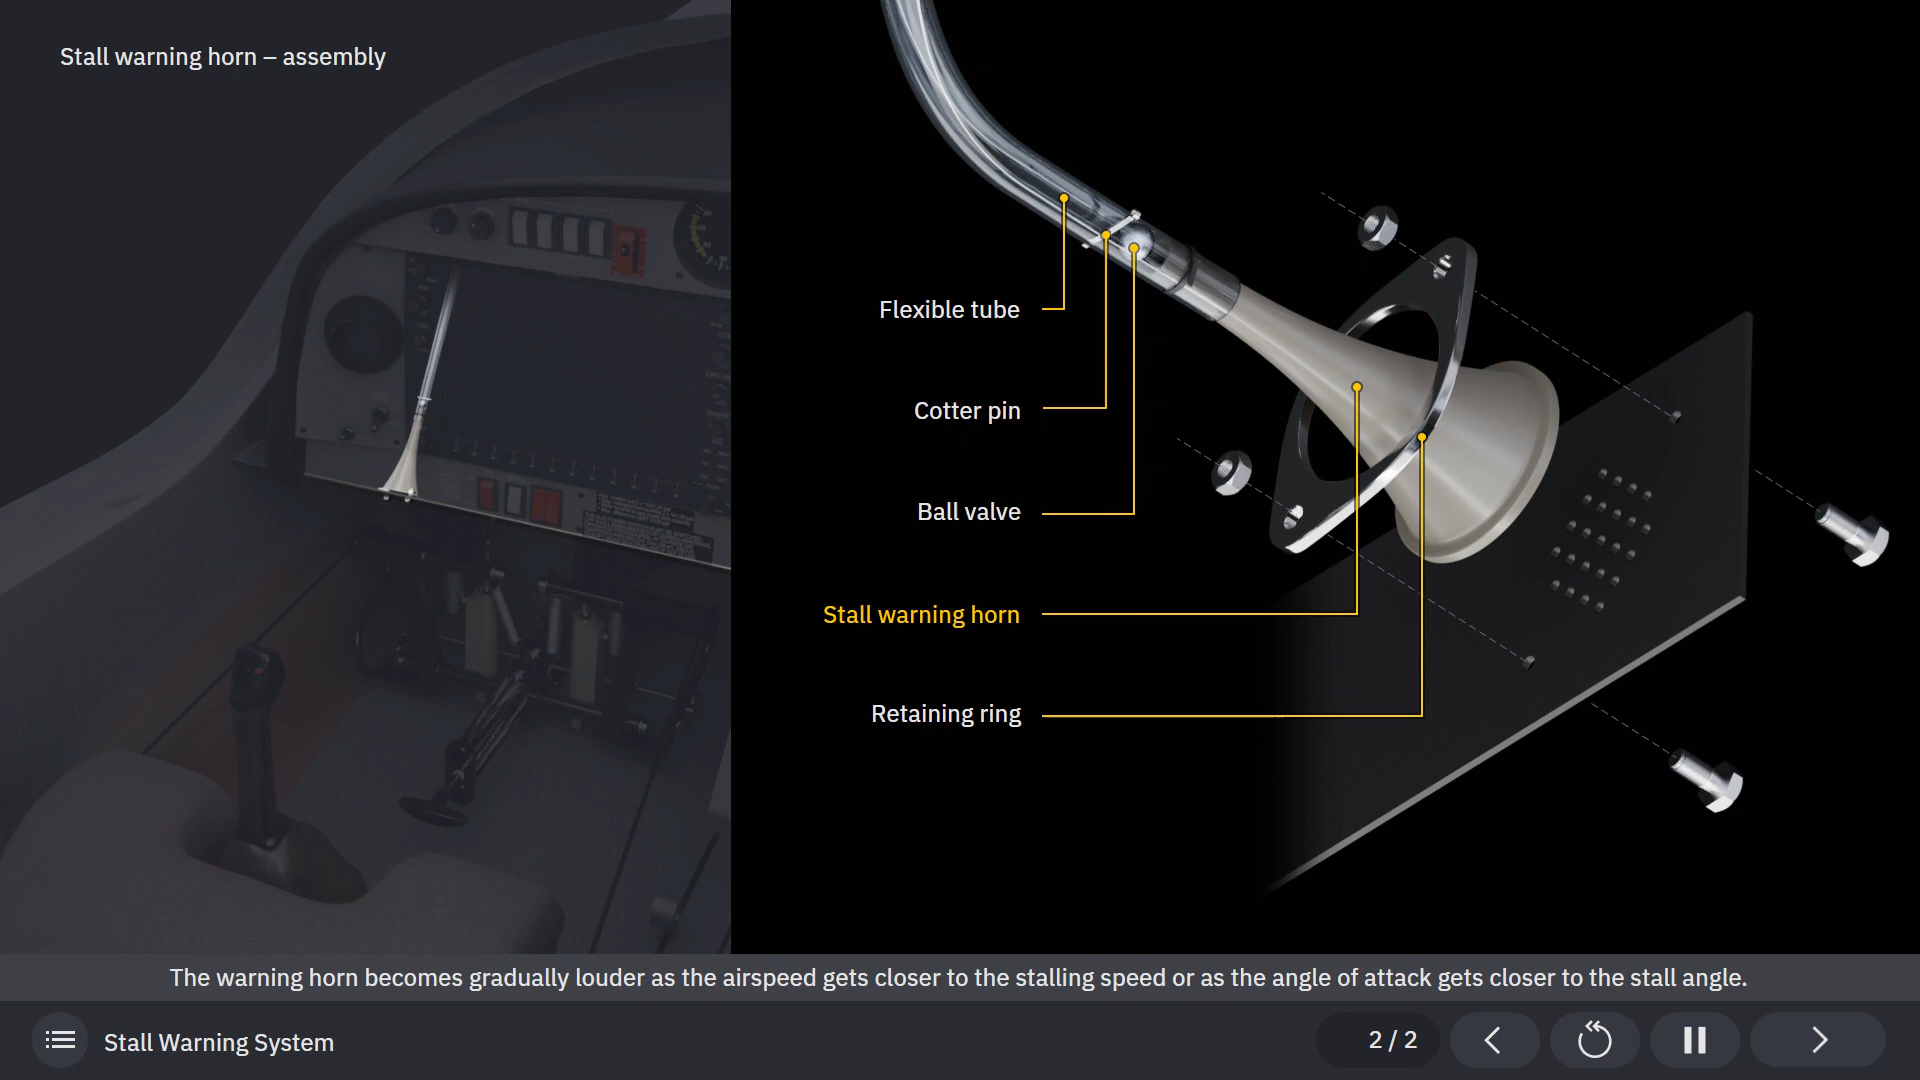 Stall warning horn – assembly
Flexible tube
Cotter pin
Ball valve
Stall warning horn
Retaining ring
The warning horn becomes gradually louder as the airspeed gets closer to the stalling speed or as the angle of attack gets closer to the stall angle.
Stall Warning System
2 / 2